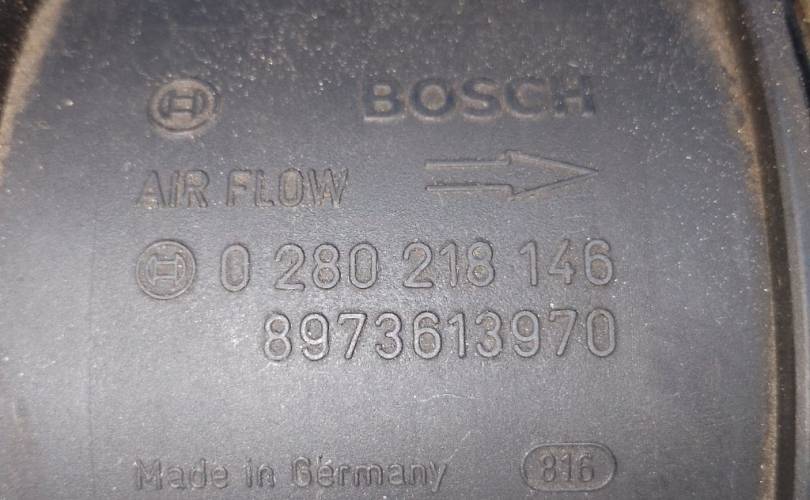 BOSCH
AIR FLOW
0 280 218 146
8973613970
Made in Germany 816